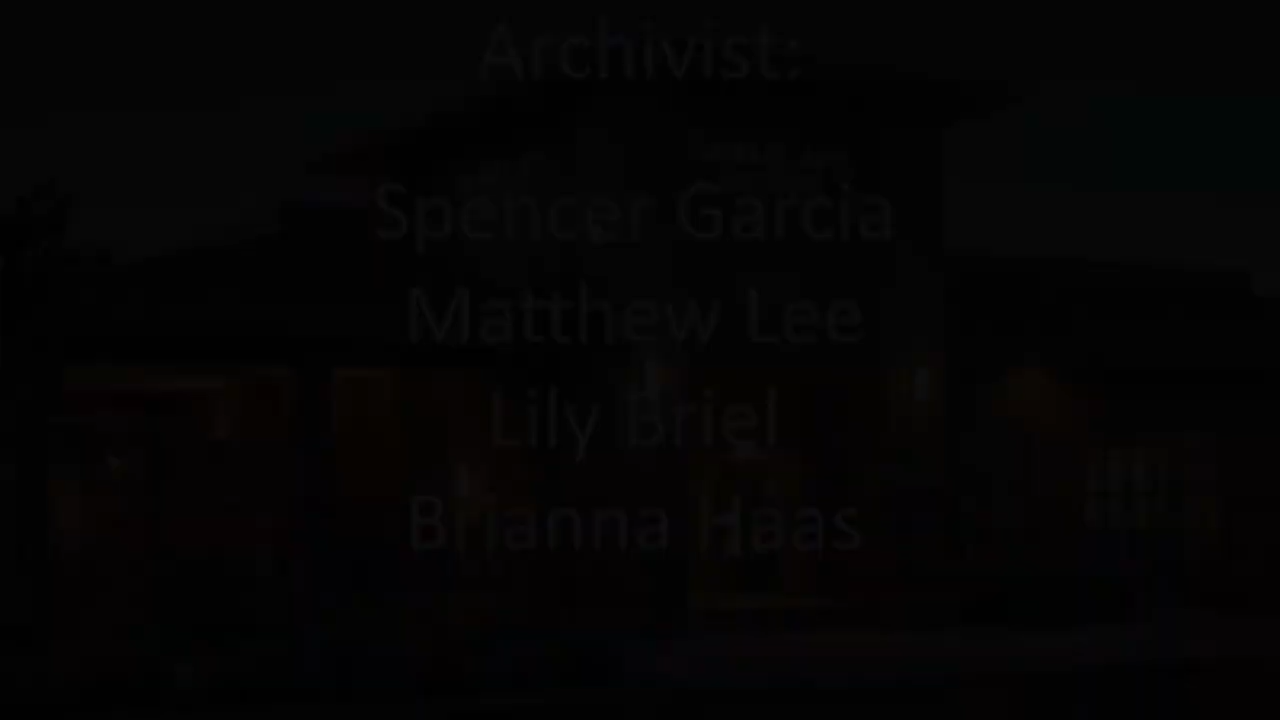 Archivist:
Spencer Garcia
Matthew Lee
Lily Briel
Brianna Haas